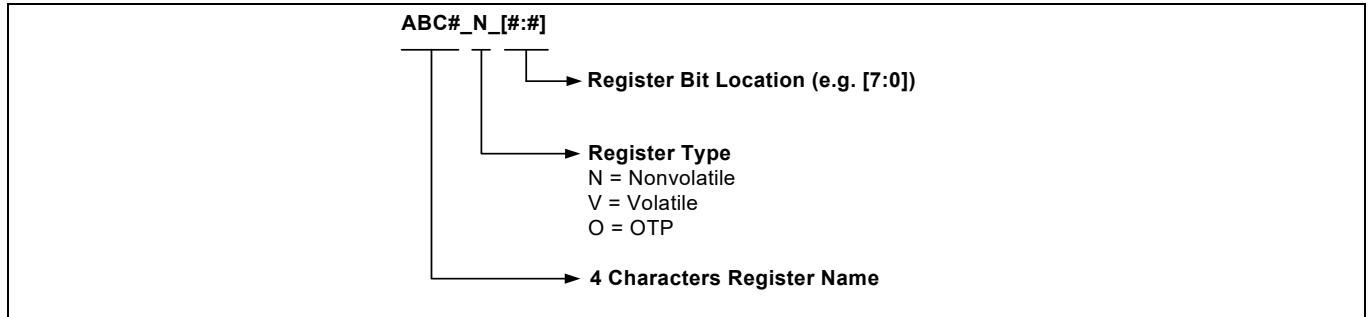 ABC#_N_[#:#]
Register Bit Location (e.g. [7:0])
Register Type
N = Nonvolatile
V = Volatile
O = OTP
4 Characters Register Name